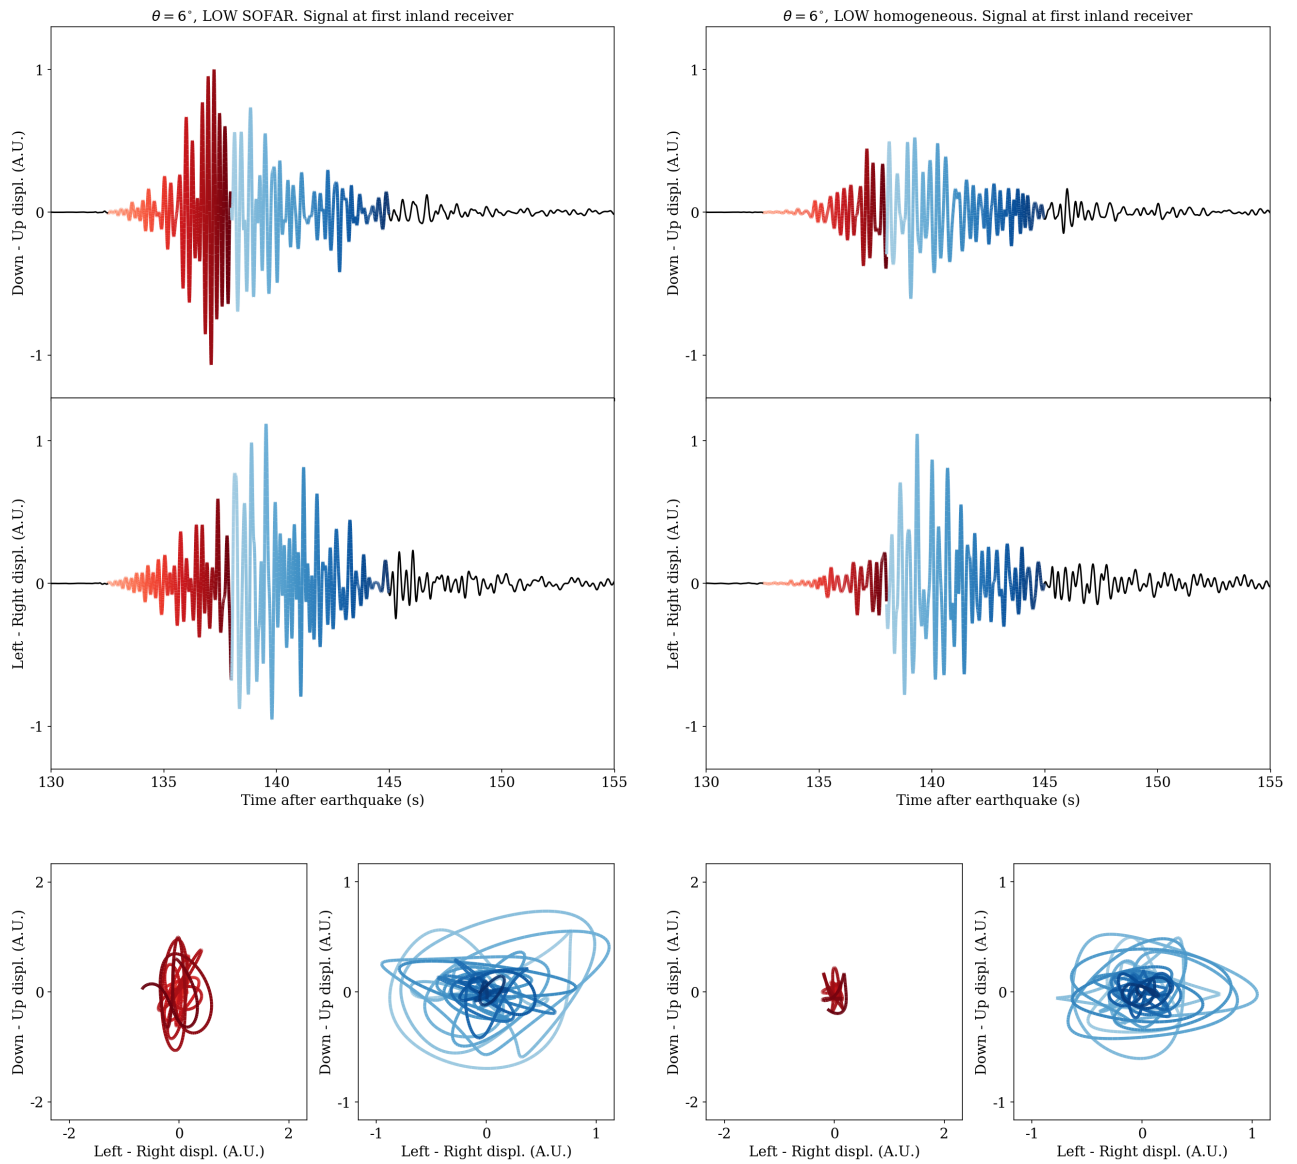 θ = 6°, LOW SOFAR. Signal at first inland receiver
1
0
-1
Down - Up displ. (A.U.)
1
0
-1
Left - Right displ. (A.U.)
130 135 140 145 150 155
Time after earthquake (s)
θ = 6°, LOW homogeneous. Signal at first inland receiver
1
0
-1
Down - Up displ. (A.U.)
1
0
-1
Left - Right displ. (A.U.)
130 135 140 145 150 155
Time after earthquake (s)
2
0
-2
Down - Up displ. (A.U.)
-2 0 2
Left - Right displ. (A.U.)
1
0
-1
Down - Up displ. (A.U.)
-1 0 1
Left - Right displ. (A.U.)
2
0
-2
Down - Up displ. (A.U.)
-2 0 2
Left - Right displ. (A.U.)
1
0
-1
Down - Up displ. (A.U.)
-1 0 1
Left - Right displ. (A.U.)